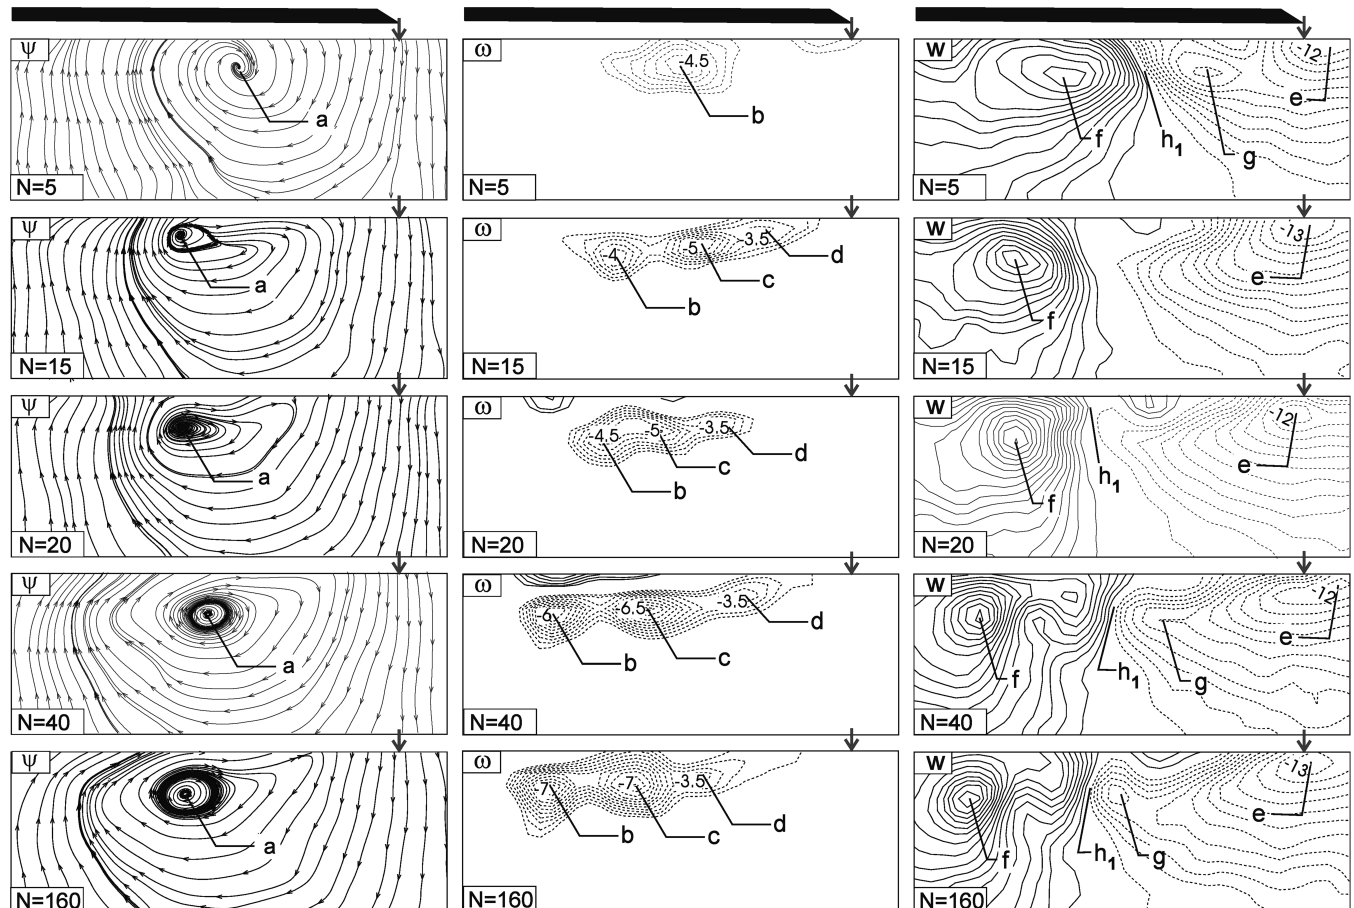 ψ ω w
a -4.5 b f h1 g -12 e
N=5 N=5 N=5
ψ ω w
a -4 b -5 c -3.5 d f -13 e
N=15 N=15 N=15
ψ ω w
a -4.5 b -5 c -3.5 d f h1 -12 e
N=20 N=20 N=20
ψ ω w
a -6 b -6.5 c -3.5 d f h1 g -12 e
N=40 N=40 N=40
ψ ω w
a -7 b -7 c -3.5 d f h1 g -13 e
N=160 N=160 N=160